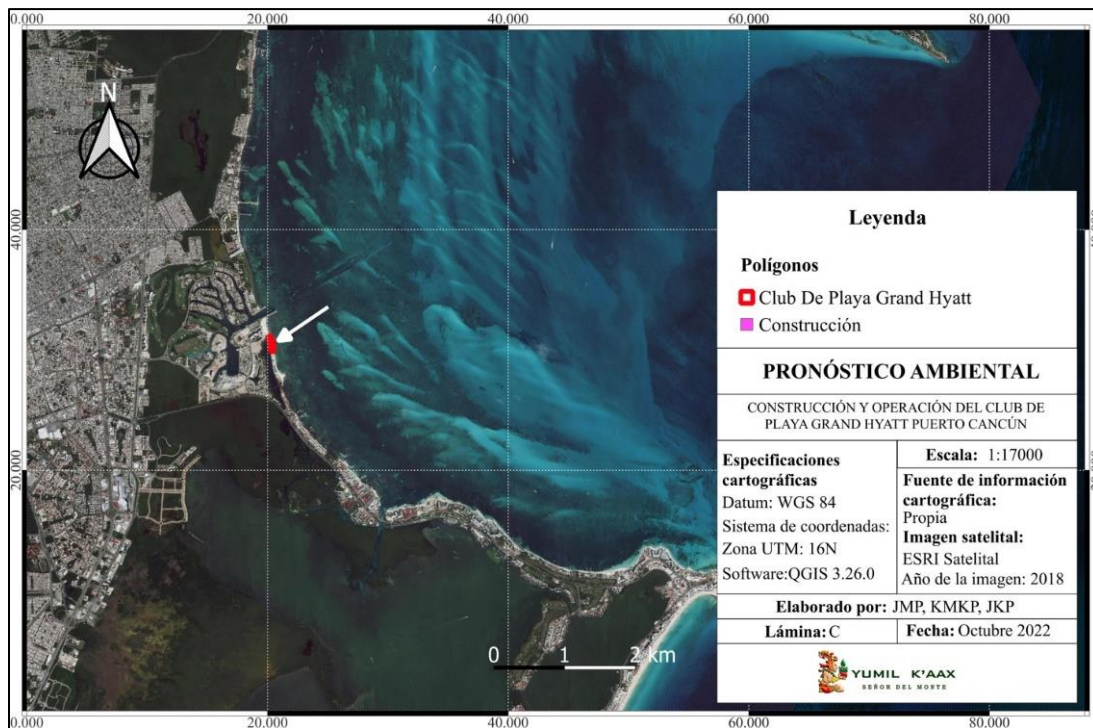 0.000 20.000 40.000 60.000 80.000
N
40.000
20.000
0.000 20.000 40.000 60.000 80.000
0 1 2 km
Leyenda
Polígonos
Club De Playa Grand Hyatt
Construcción
PRONÓSTICO AMBIENTAL
CONSTRUCCIÓN Y OPERACIÓN DEL CLUB DE
PLAYA GRAND HYATT PUERTO CANCÚN
Especificaciones
cartográficas
Datum: WGS 84
Sistema de coordenadas:
Zona UTM: 16N
Software:QGIS 3.26.0
Escala: 1:17000
Fuente de información
cartográfica:
Propia
Imagen satelital:
ESRI Satelital
Año de la imagen: 2018
Elaborado por: JMP, KMKP, JKP
Lámina: C
Fecha: Octubre 2022
YUMIL K'AAX
SEÑOR DEL MONTE